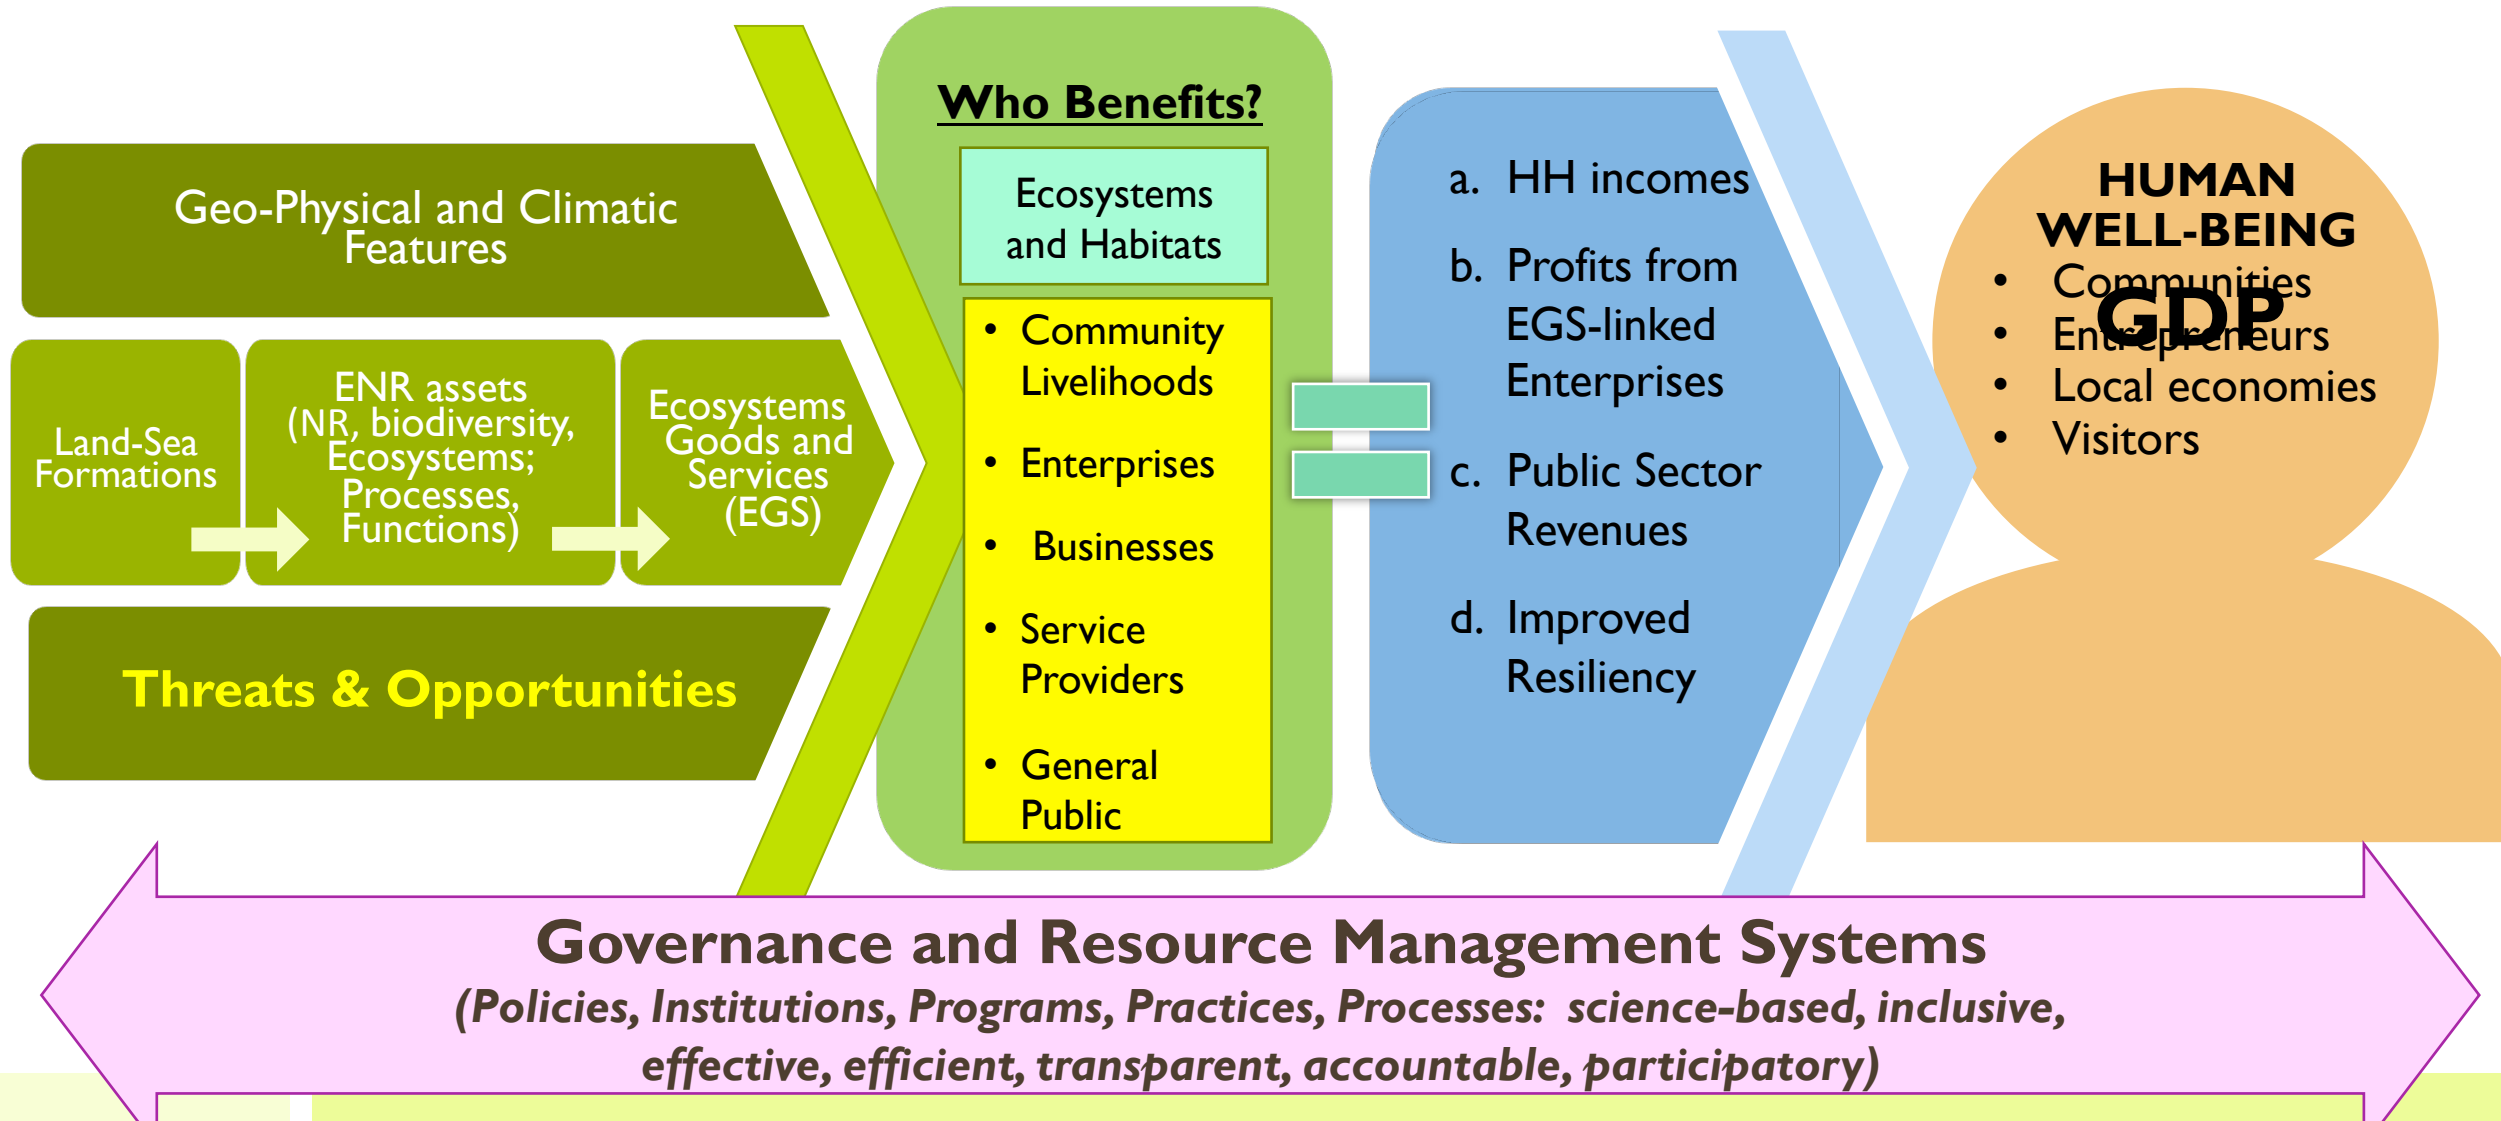 Geo-Physical and Climatic
Features
Land-Sea
Formations
ENR assets
(NR, biodiversity,
Ecosystems;
Processes,
Functions)
Ecosystems
Goods and
Services
(EGS)
Threats & Opportunities
Who Benefits?
Ecosystems
and Habitats
• Community
Livelihoods
• Enterprises
• Businesses
• Service
Providers
• General
Public
a. HH incomes
b. Profits from
EGS-linked
Enterprises
c. Public Sector
Revenues
d. Improved
Resiliency
HUMAN
WELL-BEING
• Communities
GDP
• Entrepreneurs
• Local economies
• Visitors
Governance and Resource Management Systems
(Policies, Institutions, Programs, Practices, Processes: science-based, inclusive,
effective, efficient, transparent, accountable, participatory)